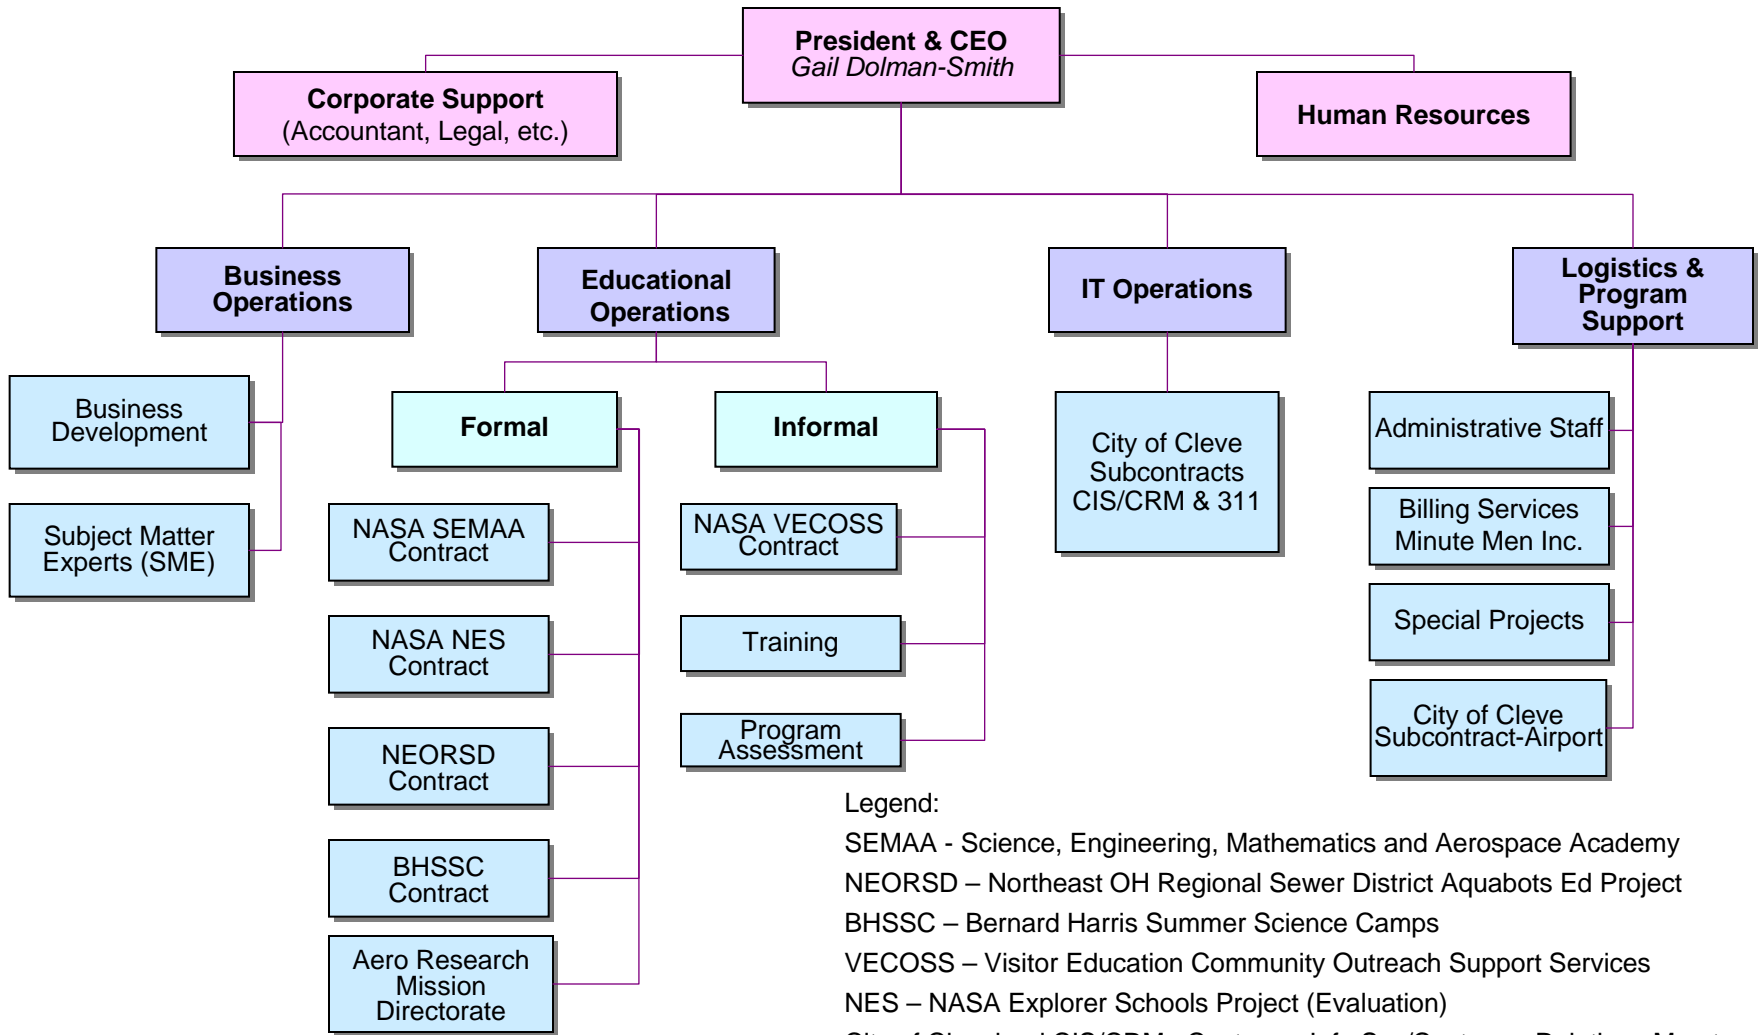 President & CEO
Gail Dolman-Smith
Corporate Support
(Accountant, Legal, etc.)
Human Resources
Business
Operations
Educational
Operations
IT Operations
Logistics &
Program
Support
Business
Development
Subject Matter
Experts (SME)
Formal
NASA SEMAA
Contract
NASA NES
Contract
NEORSD
Contract
BHSSC
Contract
Aero Research
Mission
Directorate
Informal
NASA VECOSS
Contract
Training
Program
Assessment
City of Cleve
Subcontracts
CIS/CRM & 311
Administrative Staff
Billing Services
Minute Men Inc.
Special Projects
City of Cleve
Subcontract-Airport
Legend:
SEMAA - Science, Engineering, Mathematics and Aerospace Academy
NEORSD – Northeast OH Regional Sewer District Aquabots Ed Project
BHSSC – Bernard Harris Summer Science Camps
VECOSS – Visitor Education Community Outreach Support Services
NES – NASA Explorer Schools Project (Evaluation)